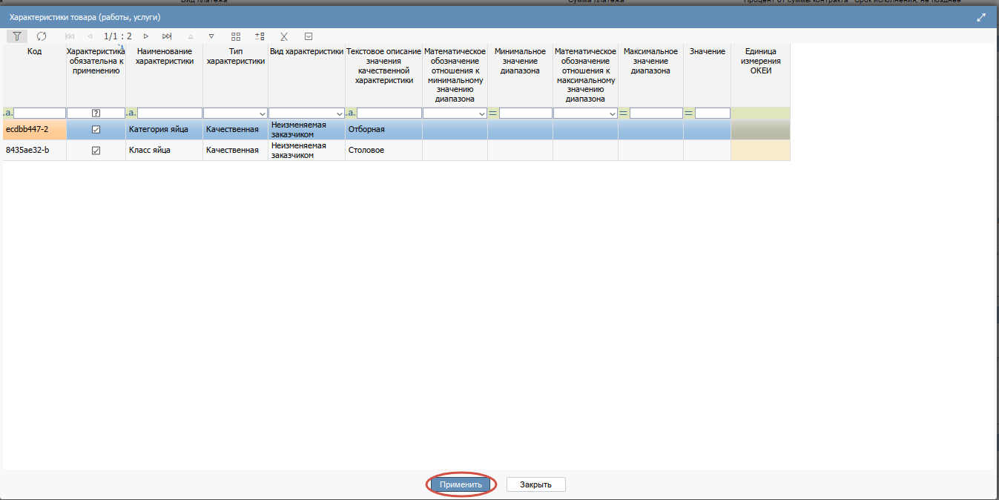 Вид платежа Сумма платежа Процент от суммы контракта Срок исполнения, не позднее
Характеристики товара (работы, услуги)
1/1 : 2
Код
Характеристика
обязательна к
применению
Наименование
характеристики
Тип
характеристики
Вид характеристики
Текстовое описание
значения
качественной
характеристики
Математическое
обозначение
отношения к
минимальному
значению
диапазона
Минимальное
значение
диапазона
Математическое
обозначение
отношения к
максимальному
значению
диапазона
Максимальное
значение
диапазона
Значение
Единица
измерения
ОКЕИ
.a. ? .a. .a. = = =
ecdbb447-2 Категория яйца Качественная Неизменяемая
заказчиком Отборная
8435ae32-b Класс яйца Качественная Неизменяемая
заказчиком Столовое
Применить Закрыть